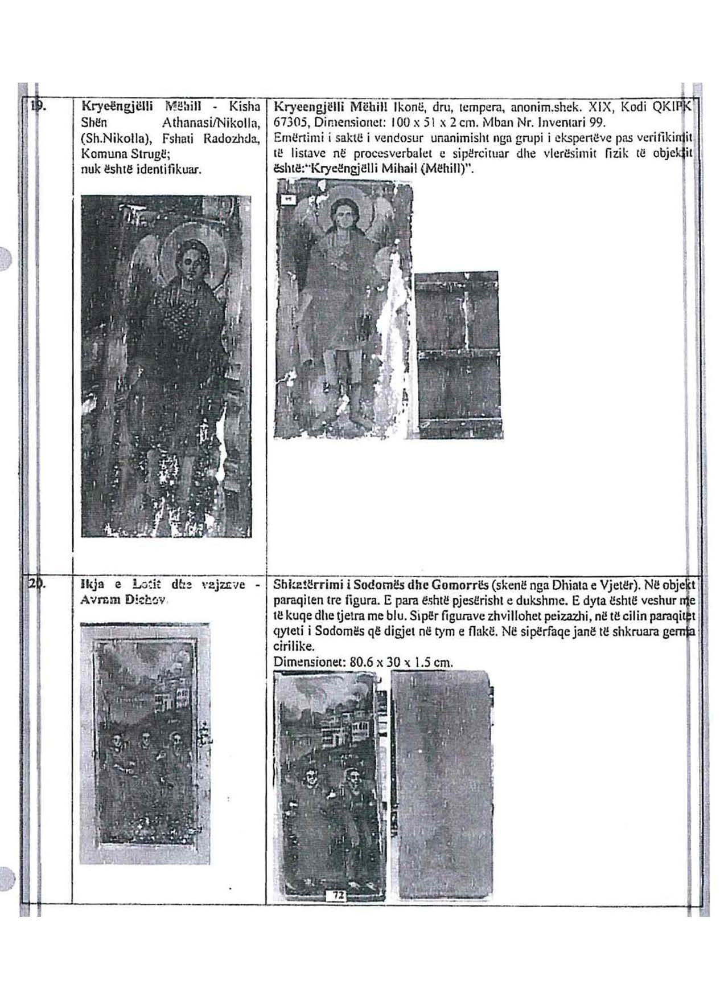 19.
Kryeëngjëlli Mëhill - Kisha
Shën Athanasi/Nikolla,
(Sh.Nikolla), Fshati Radozhda,
Komuna Strugë;
nuk është identifikuar.
Kryeengjëlli Mëhill Ikonë, dru, tempera, anonim.shek. XIX, Kodi QKIPK
67305, Dimensionet: 100 x 51 x 2 cm. Mban Nr. Inventari 99.
Emërtimi i saktë i vendosur unanimisht nga grupi i ekspertëve pas verifikimit
të listave në procesverbalet e sipërcituar dhe vlerësimit fizik të objektit
është:"Kryeëngjëlli Mihail (Mëhill)".
20.
Ikja e Lotit dhe vajzave -
Avram Dichov
Shkatërrimi i Sodomës dhe Gomorrës (skenë nga Dhiata e Vjetër). Në objekt
paraqiten tre figura. E para është pjesërisht e dukshme. E dyta është veshur me
të kuqe dhe tjetra me blu. Sipër figurave zhvillohet peizazhi, në të cilin paraqitet
qyteti i Sodomës që digjet në tym e flakë. Në sipërfaqe janë të shkruara germa
cirilike.
Dimensionet: 80.6 x 30 x 1.5 cm.
72